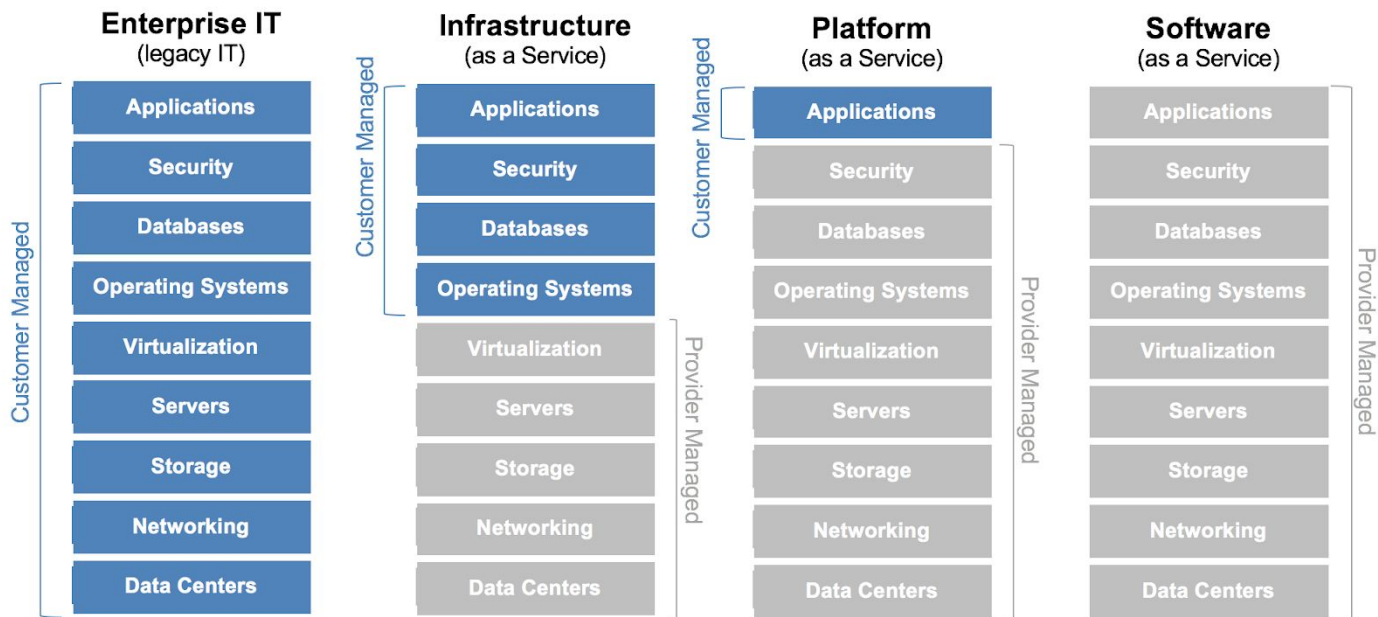 Enterprise IT
(legacy IT)
Customer Managed
Applications
Security
Databases
Operating Systems
Virtualization
Servers
Storage
Networking
Data Centers
Infrastructure
(as a Service)
Customer Managed
Applications
Security
Databases
Operating Systems
Virtualization
Servers
Storage
Networking
Data Centers
Provider Managed
Platform
(as a Service)
Customer Managed
Applications
Security
Databases
Operating Systems
Virtualization
Servers
Storage
Networking
Data Centers
Provider Managed
Software
(as a Service)
Applications
Security
Databases
Operating Systems
Virtualization
Servers
Storage
Networking
Data Centers
Provider Managed